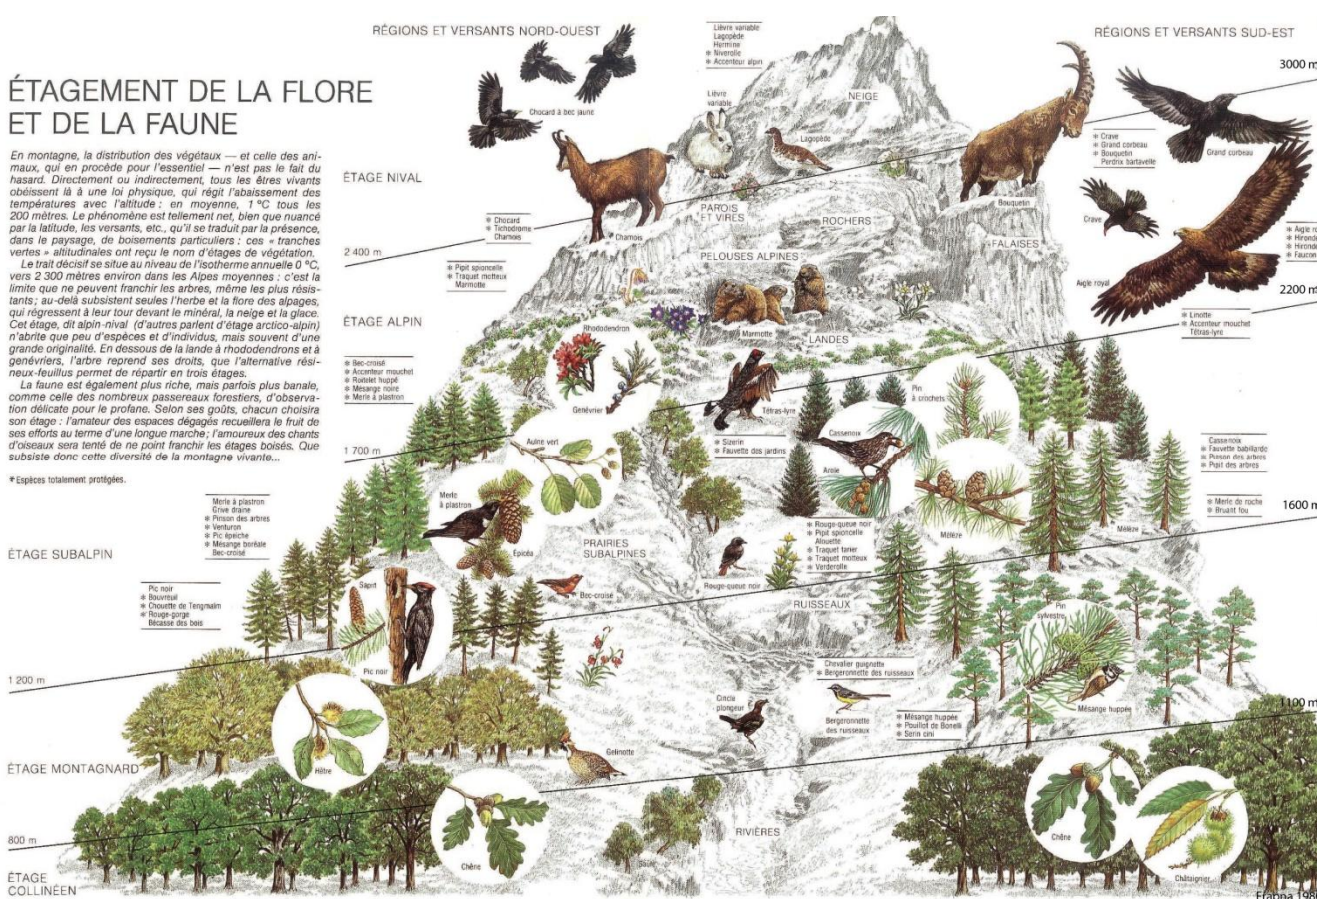 RÉGIONS ET VERSANTS NORD-OUEST
RÉGIONS ET VERSANTS SUD-EST
ÉTAGEMENT DE LA FLORE
ET DE LA FAUNE
En montagne, la distribution des végétaux — et celle des ani-
maux, qui en procède pour l'essentiel — n'est pas le fait du
hasard. Directement ou indirectement, tous les êtres vivants
obéissent là à une loi physique, qui régit l'abaissement des
températures avec l'altitude : en moyenne, 1 °C tous les
200 mètres. Le phénomène est tellement net, bien que nuancé
par la latitude, les versants, etc., qu'il se traduit par la présence,
dans le paysage, de boisements particuliers : ces « tranches
vertes » altitudinales ont reçu le nom d'étages de végétation.
Le trait décisif se situe au niveau de l'isotherme annuelle 0 °C,
vers 2 300 mètres environ dans les Alpes moyennes : c'est la
limite que ne peuvent franchir les arbres, même les plus résis-
tants ; au-delà subsistent seules l'herbe et la flore des alpages,
qui régressent à leur tour devant le minéral, la neige et la glace.
Cet étage, dit alpin-nival (d'autres parlent d'étage arctico-alpin)
n'abrite que peu d'espèces et d'individus, mais souvent d'une
grande originalité. En dessous de la lande à rhododendrons et à
genévriers, l'arbre reprend ses droits, que l'alternative rési-
neux-feuillus permet de répartir en trois étages.
La faune est également plus riche, mais parfois plus banale,
comme celle des nombreux passereaux forestiers, d'observa-
tion délicate pour le profane. Selon ses goûts, chacun choisira
son étage : l'amateur des espaces dégagés recueillera le fruit de
ses efforts au terme d'une longue marche ; l'amoureux des chants
d'oiseaux sera tenté de ne point franchir les étages boisés. Que
subsiste donc cette diversité de la montagne vivante...
* Espèces totalement protégées.
Lièvre variable
Lagopède
Hermine
* Niverolle
* Accenteur alpin
3000 m
NEIGE
Chocard à bec jaune
Lièvre
variable
Lagopède
* Crave
* Grand corbeau
* Bouquetin
Perdrix bartavelle
Grand corbeau
ÉTAGE NIVAL
PAROIS
ET VIRES
ROCHERS
Bouquetin
Crave
* Chocard
* Tichodrome
Chamois
Chamois
FALAISES
* Aigle ro
* Hironde
* Hironde
* Faucon
2 400 m
PELOUSES ALPINES
* Pipit spioncelle
* Traquet motteux
Marmotte
Aigle royal
2200 m
ÉTAGE ALPIN
Rhododendron
Marmotte
LANDES
* Linotte
* Accenteur mouchet
Tétras-lyre
* Bec-croisé
* Accenteur mouchet
* Roitelet huppé
* Mésange noire
* Merle à plastron
Genévrier
Tétras-lyre
Pin
à crochets
Aulne vert
Cassenoix
* Sizerin
* Fauvette des jardins
Arolle
1 700 m
Cassenoix
* Fauvette babillarde
* Pinson des arbres
* Pipit des arbres
Merle à plastron
Grive draine
* Pinson des arbres
* Venturon
* Pic épeiche
* Mésange boréale
Bec-croisé
Merle
à plastron
Epicéa
Mélèze
Mélèze
* Merle de roche
* Bruant fou
1600 m
ÉTAGE SUBALPIN
PRAIRIES
SUBALPINES
* Rouge-queue noir
* Pipit spioncelle
Alouette
* Traquet tarier
* Traquet motteux
* Verderolle
Pic noir
* Bouvreuil
* Chouette de Tengmalm
* Rouge-gorge
Bécasse des bois
Sapin
Bec-croisé
Rouge-queue noir
RUISSEAUX
Pin
sylvestre
Pic noir
1 200 m
Chevalier guignette
* Bergeronnette des ruisseaux
Cincle
plongeur
Bergeronnette
des ruisseaux
* Mésange huppée
* Pouillot de Bonelli
* Serin cini
Mésange huppée
1100 m
Gelinotte
Hêtre
ÉTAGE MONTAGNARD
Chêne
800 m
RIVIÈRES
Chêne
Châtaignier
ÉTAGE
COLLINÉEN
Frapna 1986